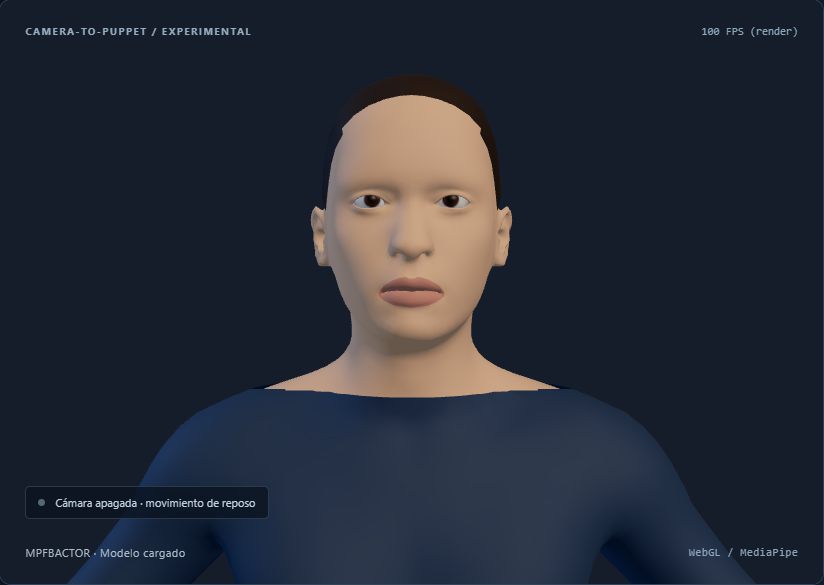 CAMERA-TO-PUPPET / EXPERIMENTAL
100 FPS (render)
Cámara apagada · movimiento de reposo
MPFBACTOR · Modelo cargado
WebGL / MediaPipe